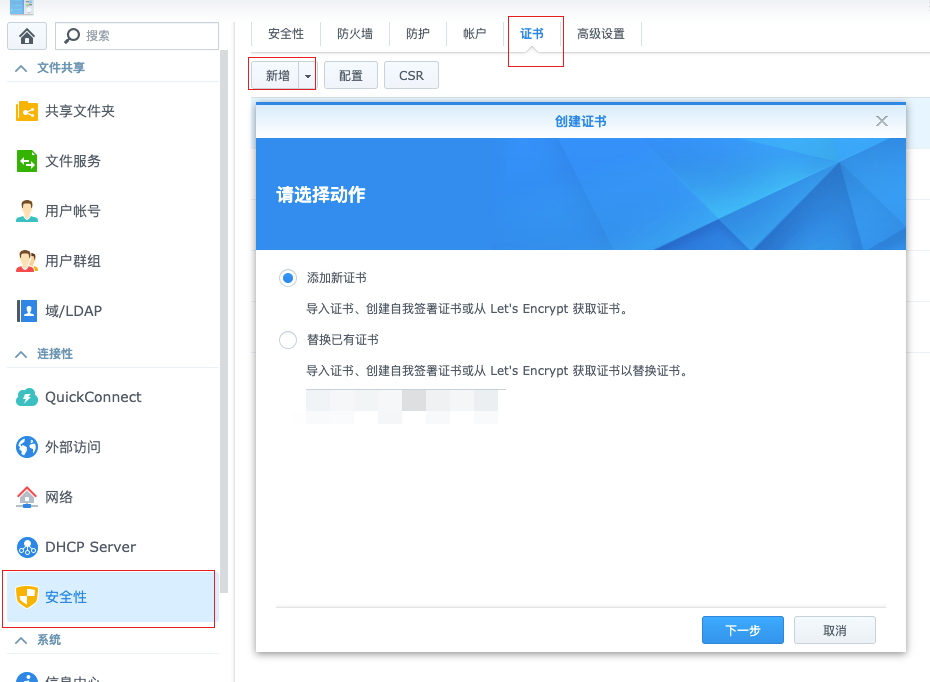 搜索
文件共享
共享文件夹
文件服务
用户帐号
用户群组
域/LDAP
连接性
QuickConnect
外部访问
网络
DHCP Server
安全性
系统
信息中心
安全性 防火墙 防护 帐户 证书 高级设置
新增 配置 CSR
创建证书
请选择动作
添加新证书
导入证书、创建自我签署证书或从 Let's Encrypt 获取证书。
替换已有证书
导入证书、创建自我签署证书或从 Let's Encrypt 获取证书以替换证书。
下一步 取消